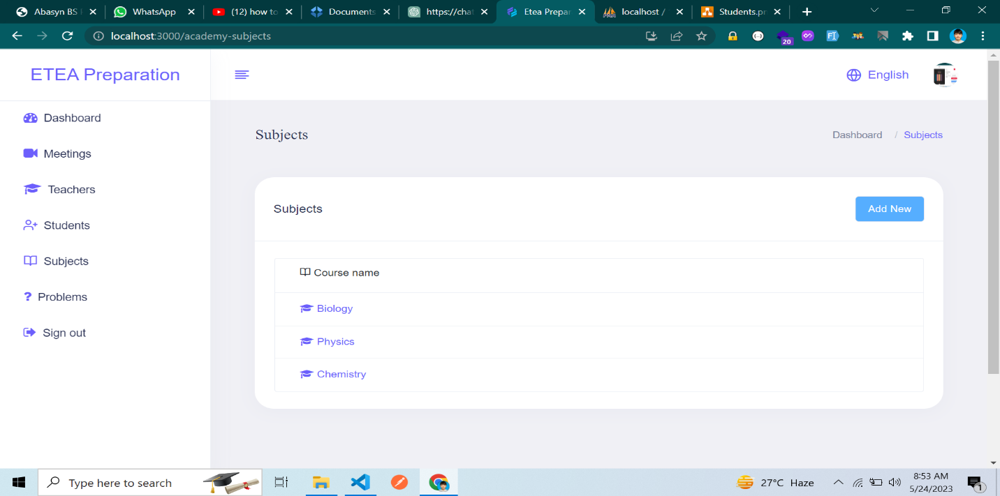 Abasyn BS
WhatsApp
(12) how to
Documents
https://cha
Etea Prepar
localhost /
Students.pr
localhost:3000/academy-subjects
20
ETEA Preparation
English
Dashboard
Meetings
Teachers
Students
Subjects
Problems
Sign out
Subjects
Dashboard / Subjects
Subjects
Add New
Course name
Biology
Physics
Chemistry
Type here to search
27°C Haze
8:53 AM
5/24/2023
1